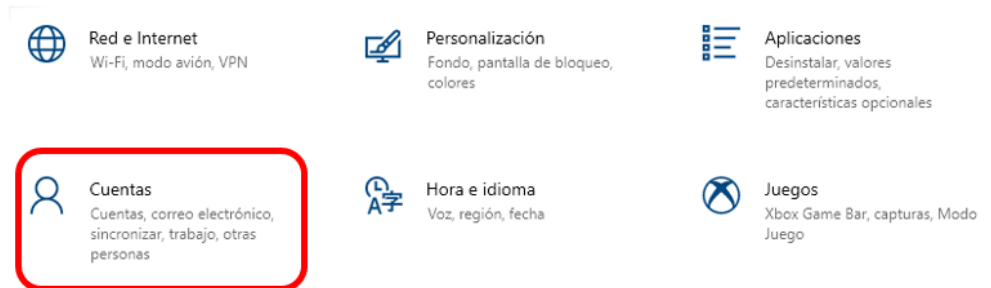 Red e Internet
Wi-Fi, modo avión, VPN
Personalización
Fondo, pantalla de bloqueo,
colores
Aplicaciones
Desinstalar, valores
predeterminados,
características opcionales
Cuentas
Cuentas, correo electrónico,
sincronizar, trabajo, otras
personas
Hora e idioma
Voz, región, fecha
Juegos
Xbox Game Bar, capturas, Modo
Juego